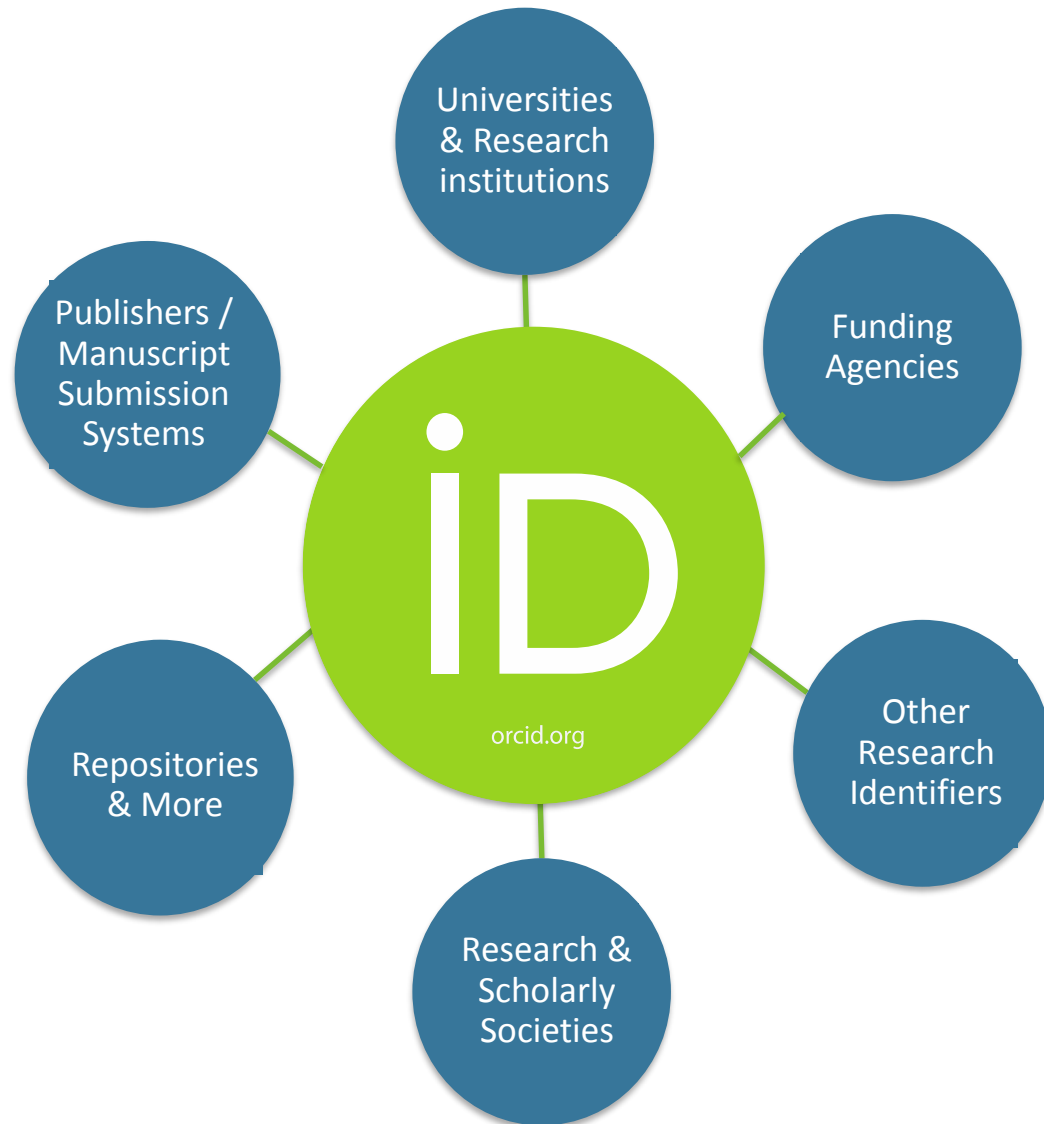 Universities
& Research
institutions
Funding
Agencies
Other
Research
Identifiers
Research &
Scholarly
Societies
Repositories
& More
Publishers /
Manuscript
Submission
Systems
iD
orcid.org